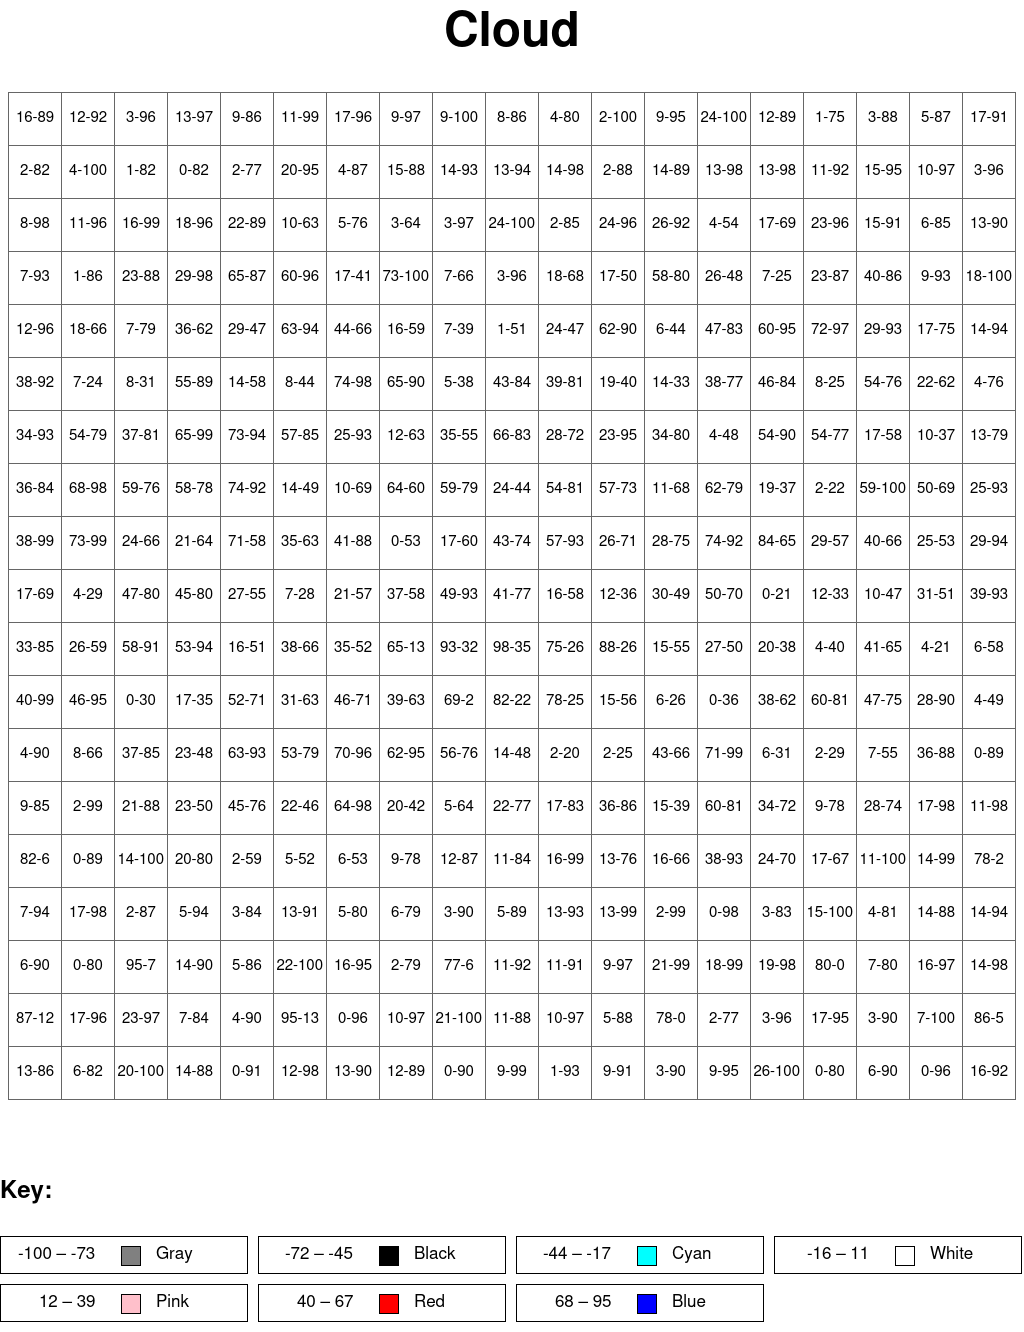 Cloud
16-89 12-92 3-96 13-97 9-86 11-99 17-96 9-97 9-100 8-86 4-80 2-100 9-95 24-100 12-89 1-75 3-88 5-87 17-91
2-82 4-100 1-82 0-82 2-77 20-95 4-87 15-88 14-93 13-94 14-98 2-88 14-89 13-98 13-98 11-92 15-95 10-97 3-96
8-98 11-96 16-99 18-96 22-89 10-63 5-76 3-64 3-97 24-100 2-85 24-96 26-92 4-54 17-69 23-96 15-91 6-85 13-90
7-93 1-86 23-88 29-98 65-87 60-96 17-41 73-100 7-66 3-96 18-68 17-50 58-80 26-48 7-25 23-87 40-86 9-93 18-100
12-96 18-66 7-79 36-62 29-47 63-94 44-66 16-59 7-39 1-51 24-47 62-90 6-44 47-83 60-95 72-97 29-93 17-75 14-94
38-92 7-24 8-31 55-89 14-58 8-44 74-98 65-90 5-38 43-84 39-81 19-40 14-33 38-77 46-84 8-25 54-76 22-62 4-76
34-93 54-79 37-81 65-99 73-94 57-85 25-93 12-63 35-55 66-83 28-72 23-95 34-80 4-48 54-90 54-77 17-58 10-37 13-79
36-84 68-98 59-76 58-78 74-92 14-49 10-69 64-60 59-79 24-44 54-81 57-73 11-68 62-79 19-37 2-22 59-100 50-69 25-93
38-99 73-99 24-66 21-64 71-58 35-63 41-88 0-53 17-60 43-74 57-93 26-71 28-75 74-92 84-65 29-57 40-66 25-53 29-94
17-69 4-29 47-80 45-80 27-55 7-28 21-57 37-58 49-93 41-77 16-58 12-36 30-49 50-70 0-21 12-33 10-47 31-51 39-93
33-85 26-59 58-91 53-94 16-51 38-66 35-52 65-13 93-32 98-35 75-26 88-26 15-55 27-50 20-38 4-40 41-65 4-21 6-58
40-99 46-95 0-30 17-35 52-71 31-63 46-71 39-63 69-2 82-22 78-25 15-56 6-26 0-36 38-62 60-81 47-75 28-90 4-49
4-90 8-66 37-85 23-48 63-93 53-79 70-96 62-95 56-76 14-48 2-20 2-25 43-66 71-99 6-31 2-29 7-55 36-88 0-89
9-85 2-99 21-88 23-50 45-76 22-46 64-98 20-42 5-64 22-77 17-83 36-86 15-39 60-81 34-72 9-78 28-74 17-98 11-98
82-6 0-89 14-100 20-80 2-59 5-52 6-53 9-78 12-87 11-84 16-99 13-76 16-66 38-93 24-70 17-67 11-100 14-99 78-2
7-94 17-98 2-87 5-94 3-84 13-91 5-80 6-79 3-90 5-89 13-93 13-99 2-99 0-98 3-83 15-100 4-81 14-88 14-94
6-90 0-80 95-7 14-90 5-86 22-100 16-95 2-79 77-6 11-92 11-91 9-97 21-99 18-99 19-98 80-0 7-80 16-97 14-98
87-12 17-96 23-97 7-84 4-90 95-13 0-96 10-97 21-100 11-88 10-97 5-88 78-0 2-77 3-96 17-95 3-90 7-100 86-5
13-86 6-82 20-100 14-88 0-91 12-98 13-90 12-89 0-90 9-99 1-93 9-91 3-90 9-95 26-100 0-80 6-90 0-96 16-92
Key:
-100 – -73 Gray -72 – -45 Black -44 – -17 Cyan -16 – 11 White
12 – 39 Pink 40 – 67 Red 68 – 95 Blue